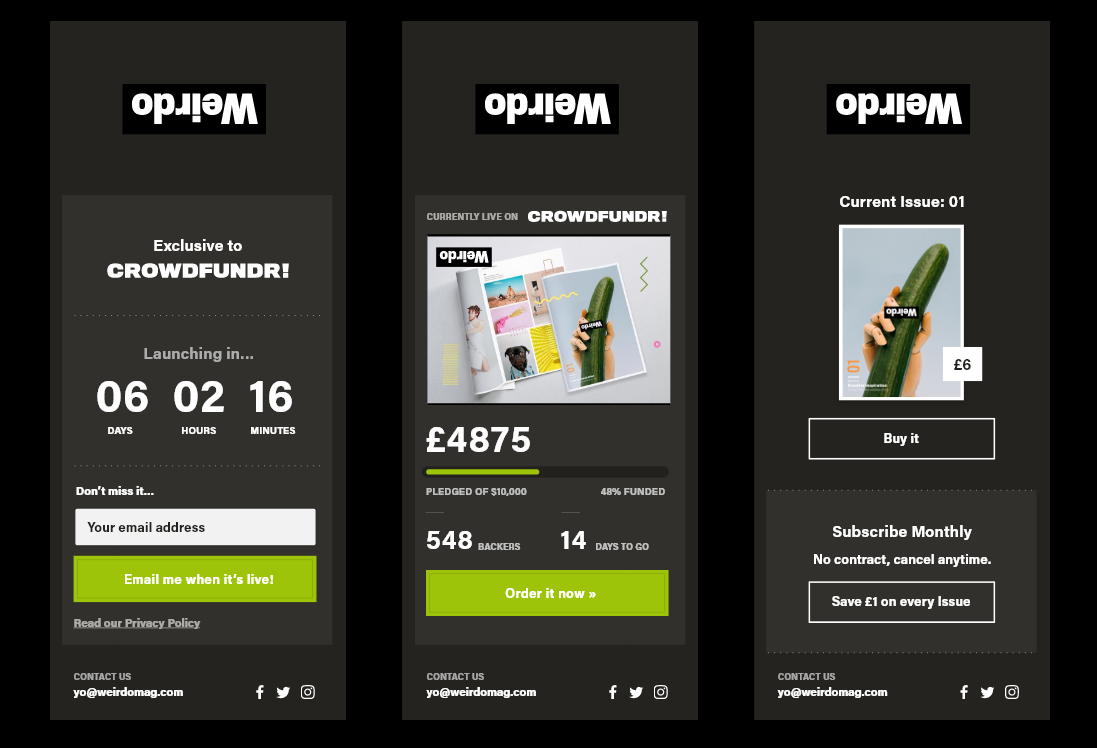 Weirdo
Exclusive to
CROWDFUNDR!
Launching in...
06 02 16
DAYS HOURS MINUTES
Don't miss it...
Your email address
Email me when it's live!
Read our Privacy Policy
CONTACT US
yo@weirdomag.com
Weirdo
CURRENTLY LIVE ON CROWDFUNDR!
Weirdo
Weirdo
01
£4875
PLEDGED OF $10,000 48% FUNDED
548 BACKERS 14 DAYS TO GO
Order it now »
CONTACT US
yo@weirdomag.com
Weirdo
Current Issue: 01
Weirdo
01
£6
Buy it
Subscribe Monthly
No contract, cancel anytime.
Save £1 on every Issue
CONTACT US
yo@weirdomag.com